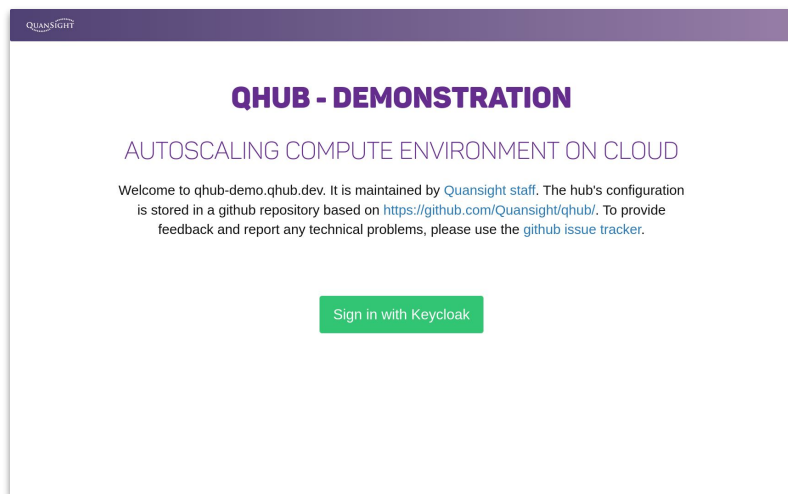 QUANSIGHT
QHUB - DEMONSTRATION
AUTOSCALING COMPUTE ENVIRONMENT ON CLOUD
Welcome to qhub-demo.qhub.dev. It is maintained by Quansight staff. The hub's configuration
is stored in a github repository based on https://github.com/Quansight/qhub/. To provide
feedback and report any technical problems, please use the github issue tracker.
Sign in with Keycloak